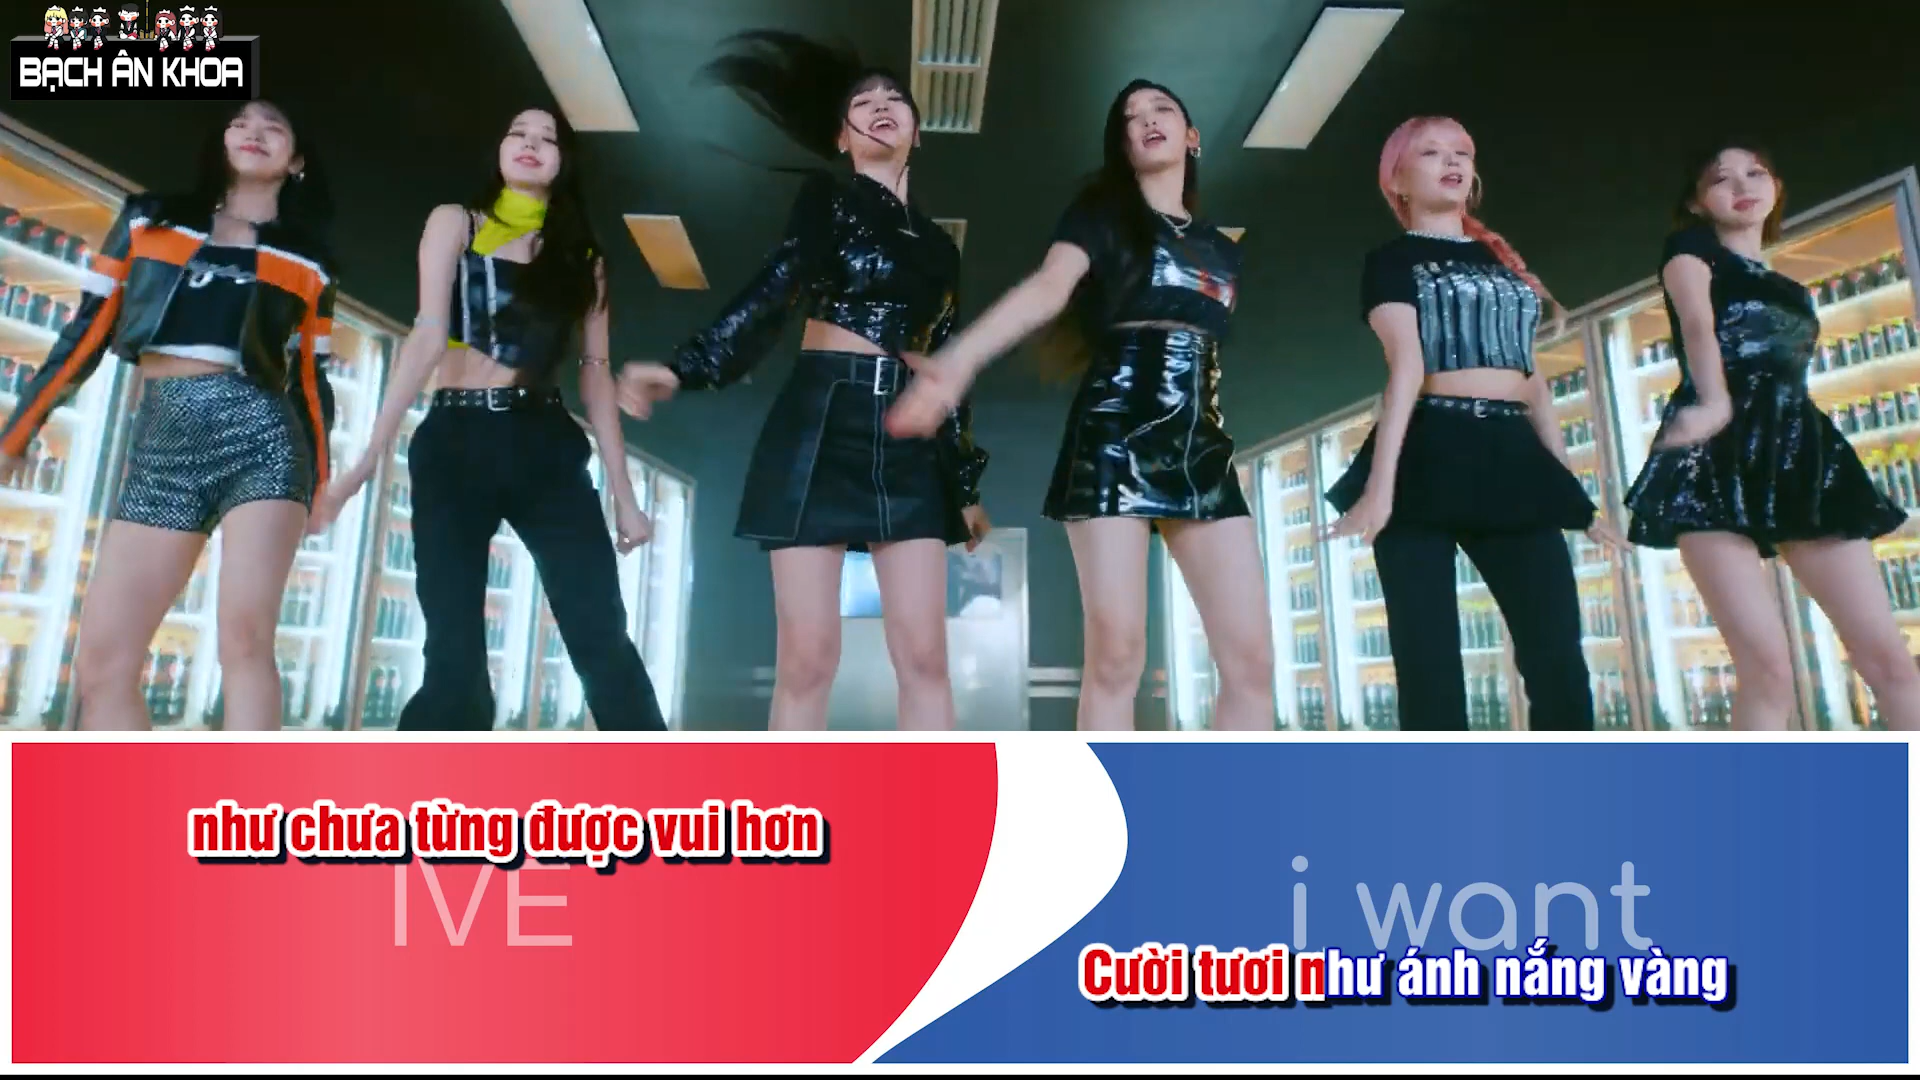 BẠCH ÂN KHOA
như chưa từng được vui hơn
IVE
i want
Cười tươi như ánh nắng vàng